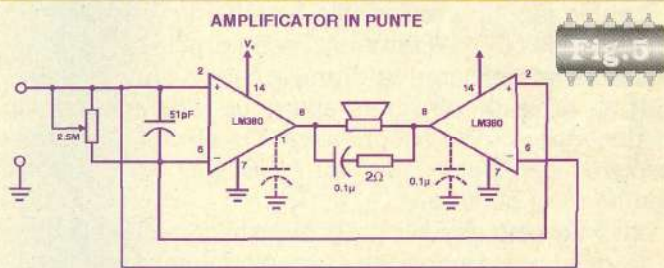 AMPLIFICATOR IN PUNTE
Fig.5
Vs
2
+
14
LM380
6
−
7
8
1
51pF
2.5M
0.1µ
2Ω
0.1µ
8
14
LM380
2
+
6
−
7